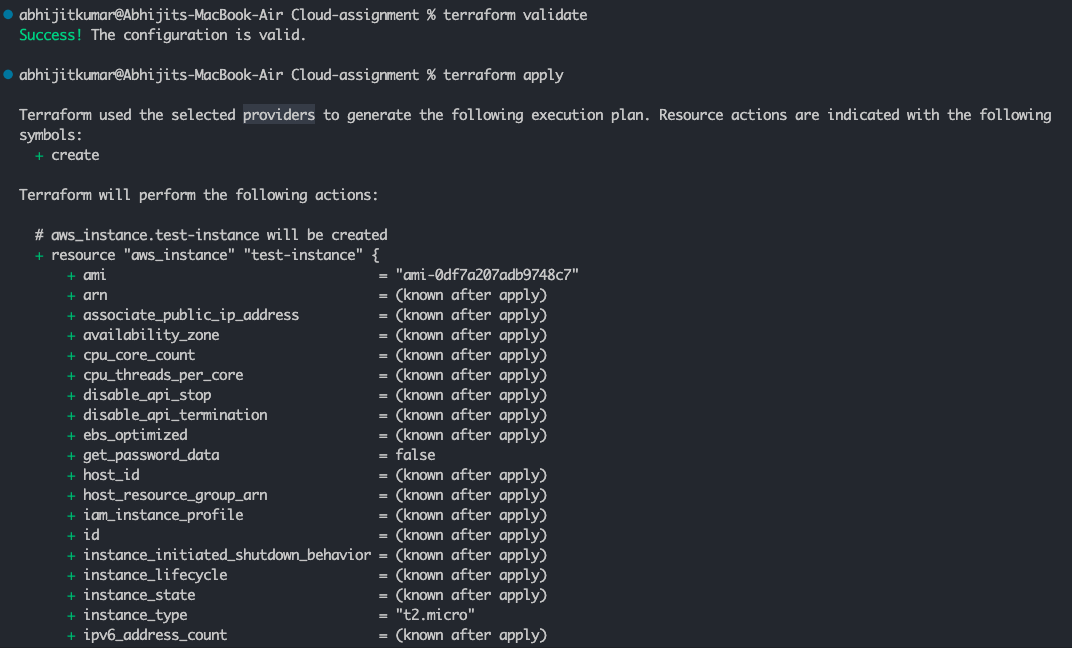 abhijitkumar@Abhijits-MacBook-Air Cloud-assignment % terraform validate
Success! The configuration is valid.
abhijitkumar@Abhijits-MacBook-Air Cloud-assignment % terraform apply
Terraform used the selected providers to generate the following execution plan. Resource actions are indicated with the following
symbols:
+ create
Terraform will perform the following actions:
# aws_instance.test-instance will be created
+ resource "aws_instance" "test-instance" {
+ ami = "ami-0df7a207adb9748c7"
+ arn = (known after apply)
+ associate_public_ip_address = (known after apply)
+ availability_zone = (known after apply)
+ cpu_core_count = (known after apply)
+ cpu_threads_per_core = (known after apply)
+ disable_api_stop = (known after apply)
+ disable_api_termination = (known after apply)
+ ebs_optimized = (known after apply)
+ get_password_data = false
+ host_id = (known after apply)
+ host_resource_group_arn = (known after apply)
+ iam_instance_profile = (known after apply)
+ id = (known after apply)
+ instance_initiated_shutdown_behavior = (known after apply)
+ instance_lifecycle = (known after apply)
+ instance_state = (known after apply)
+ instance_type = "t2.micro"
+ ipv6_address_count = (known after apply)